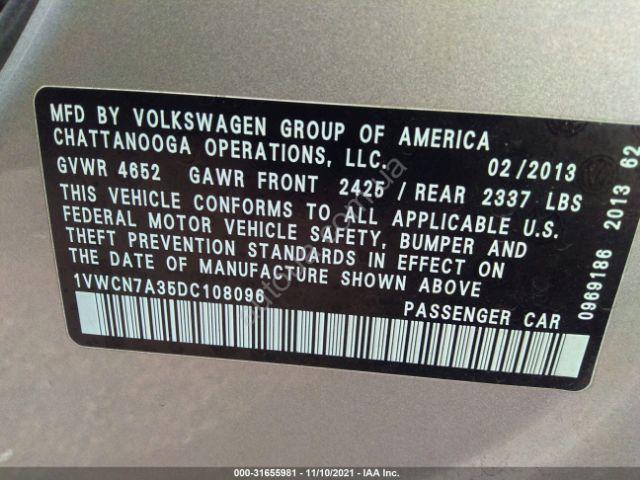 MFD BY VOLKSWAGEN GROUP OF AMERICA
CHATTANOOGA OPERATIONS, LLC. 02/2013
GVWR 4652 GAWR FRONT 2425 / REAR 2337 LBS
THIS VEHICLE CONFORMS TO ALL APPLICABLE U.S.
FEDERAL MOTOR VEHICLE SAFETY, BUMPER AND
THEFT PREVENTION STANDARDS IN EFFECT ON
THE DATE OF MANUFACTURE SHOWN ABOVE
1VWCN7A35DC108096 PASSENGER CAR
0969186 2013 62
000-31655981 - 11/10/2021 - IAAI.COM